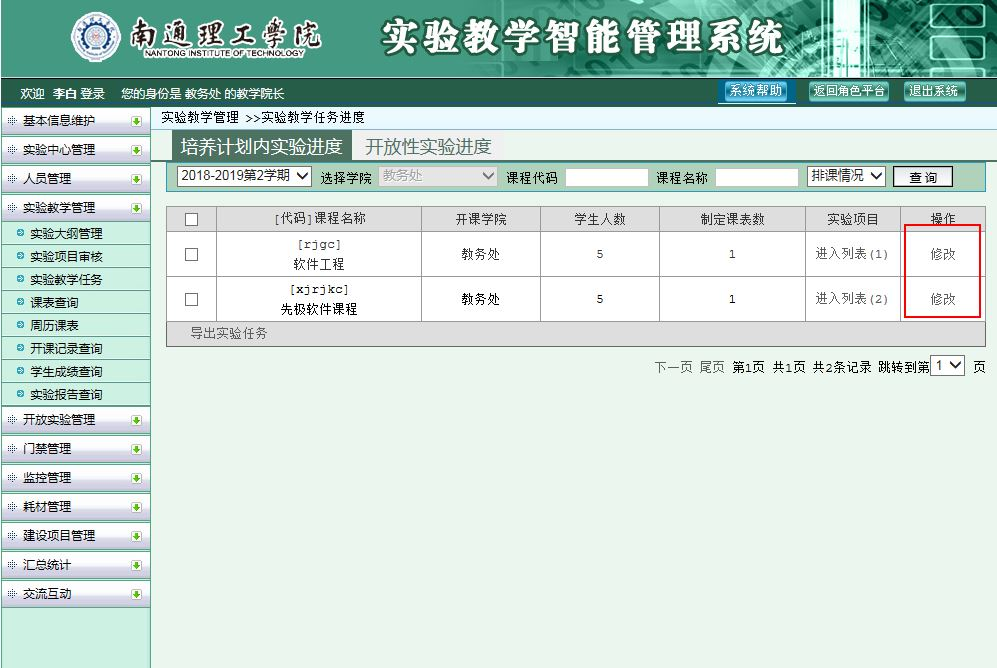 南通理工學院
NANTONG INSTITUTE OF TECHNOLOGY
实验教学智能管理系统
欢迎 李白 登录 您的身份是 教务处 的教学院长
系统帮助 返回角色平台 退出系统
基本信息维护
实验中心管理
人员管理
实验教学管理
实验大纲管理
实验项目审核
实验教学任务
课表查询
周历课表
开课记录查询
学生成绩查询
实验报告查询
开放实验管理
门禁管理
监控管理
耗材管理
建设项目管理
汇总统计
交流互动
实验教学管理 >>实验教学任务进度
培养计划内实验进度 开放性实验进度
2018-2019第2学期 选择学院 教务处 课程代码 课程名称 排课情况 查 询
[代码]课程名称 开课学院 学生人数 制定课表数 实验项目 操作
[rjgc]
软件工程 教务处 5 1 进入列表(1) 修改
[xjrjkc]
先极软件课程 教务处 5 1 进入列表(2) 修改
导出实验任务
下一页 尾页 第1页 共1页 共2条记录 跳转到第 1 页